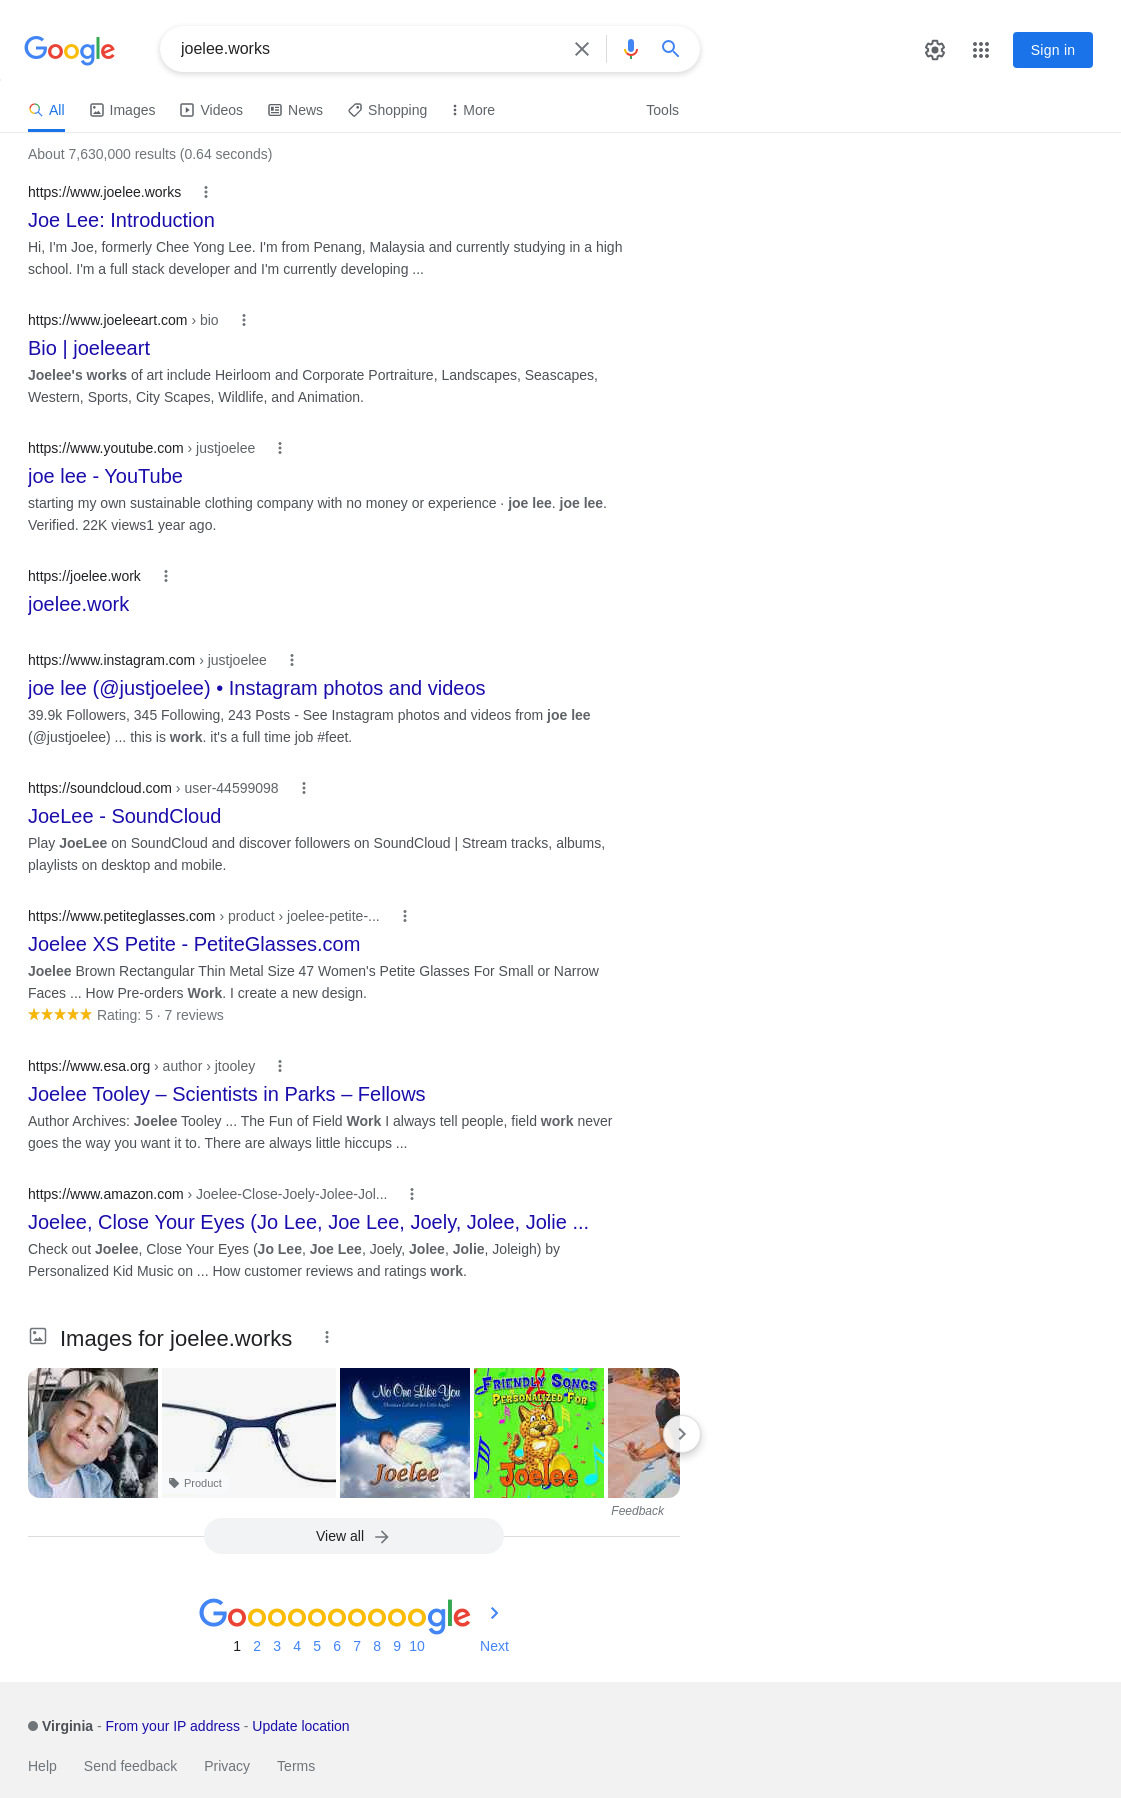 Google
joelee.works
Sign in
All Images Videos News Shopping More Tools
About 7,630,000 results (0.64 seconds)
https://www.joelee.works
Joe Lee: Introduction
Hi, I'm Joe, formerly Chee Yong Lee. I'm from Penang, Malaysia and currently studying in a high
school. I'm a full stack developer and I'm currently developing ...
https://www.joeleeart.com › bio
Bio | joeleeart
Joelee's works of art include Heirloom and Corporate Portraiture, Landscapes, Seascapes,
Western, Sports, City Scapes, Wildlife, and Animation.
https://www.youtube.com › justjoelee
joe lee - YouTube
starting my own sustainable clothing company with no money or experience · joe lee. joe lee.
Verified. 22K views1 year ago.
https://joelee.work
joelee.work
https://www.instagram.com › justjoelee
joe lee (@justjoelee) • Instagram photos and videos
39.9k Followers, 345 Following, 243 Posts - See Instagram photos and videos from joe lee
(@justjoelee) ... this is work. it's a full time job #feet.
https://soundcloud.com › user-44599098
JoeLee - SoundCloud
Play JoeLee on SoundCloud and discover followers on SoundCloud | Stream tracks, albums,
playlists on desktop and mobile.
https://www.petiteglasses.com › product › joelee-petite-...
Joelee XS Petite - PetiteGlasses.com
Joelee Brown Rectangular Thin Metal Size 47 Women's Petite Glasses For Small or Narrow
Faces ... How Pre-orders Work. I create a new design.
Rating: 5 · 7 reviews
https://www.esa.org › author › jtooley
Joelee Tooley – Scientists in Parks – Fellows
Author Archives: Joelee Tooley ... The Fun of Field Work I always tell people, field work never
goes the way you want it to. There are always little hiccups ...
https://www.amazon.com › Joelee-Close-Joely-Jolee-Jol...
Joelee, Close Your Eyes (Jo Lee, Joe Lee, Joely, Jolee, Jolie ...
Check out Joelee, Close Your Eyes (Jo Lee, Joe Lee, Joely, Jolee, Jolie, Joleigh) by
Personalized Kid Music on ... How customer reviews and ratings work.
Images for joelee.works
Product
No One Like You
Christian Lullabies for Little Angels
Joelee
FRIENDLY SONGS
PERSONALIZED FOR
Joelee
Feedback
View all
Goooooooooogle
1 2 3 4 5 6 7 8 9 10 Next
Virginia - From your IP address - Update location
Help Send feedback Privacy Terms